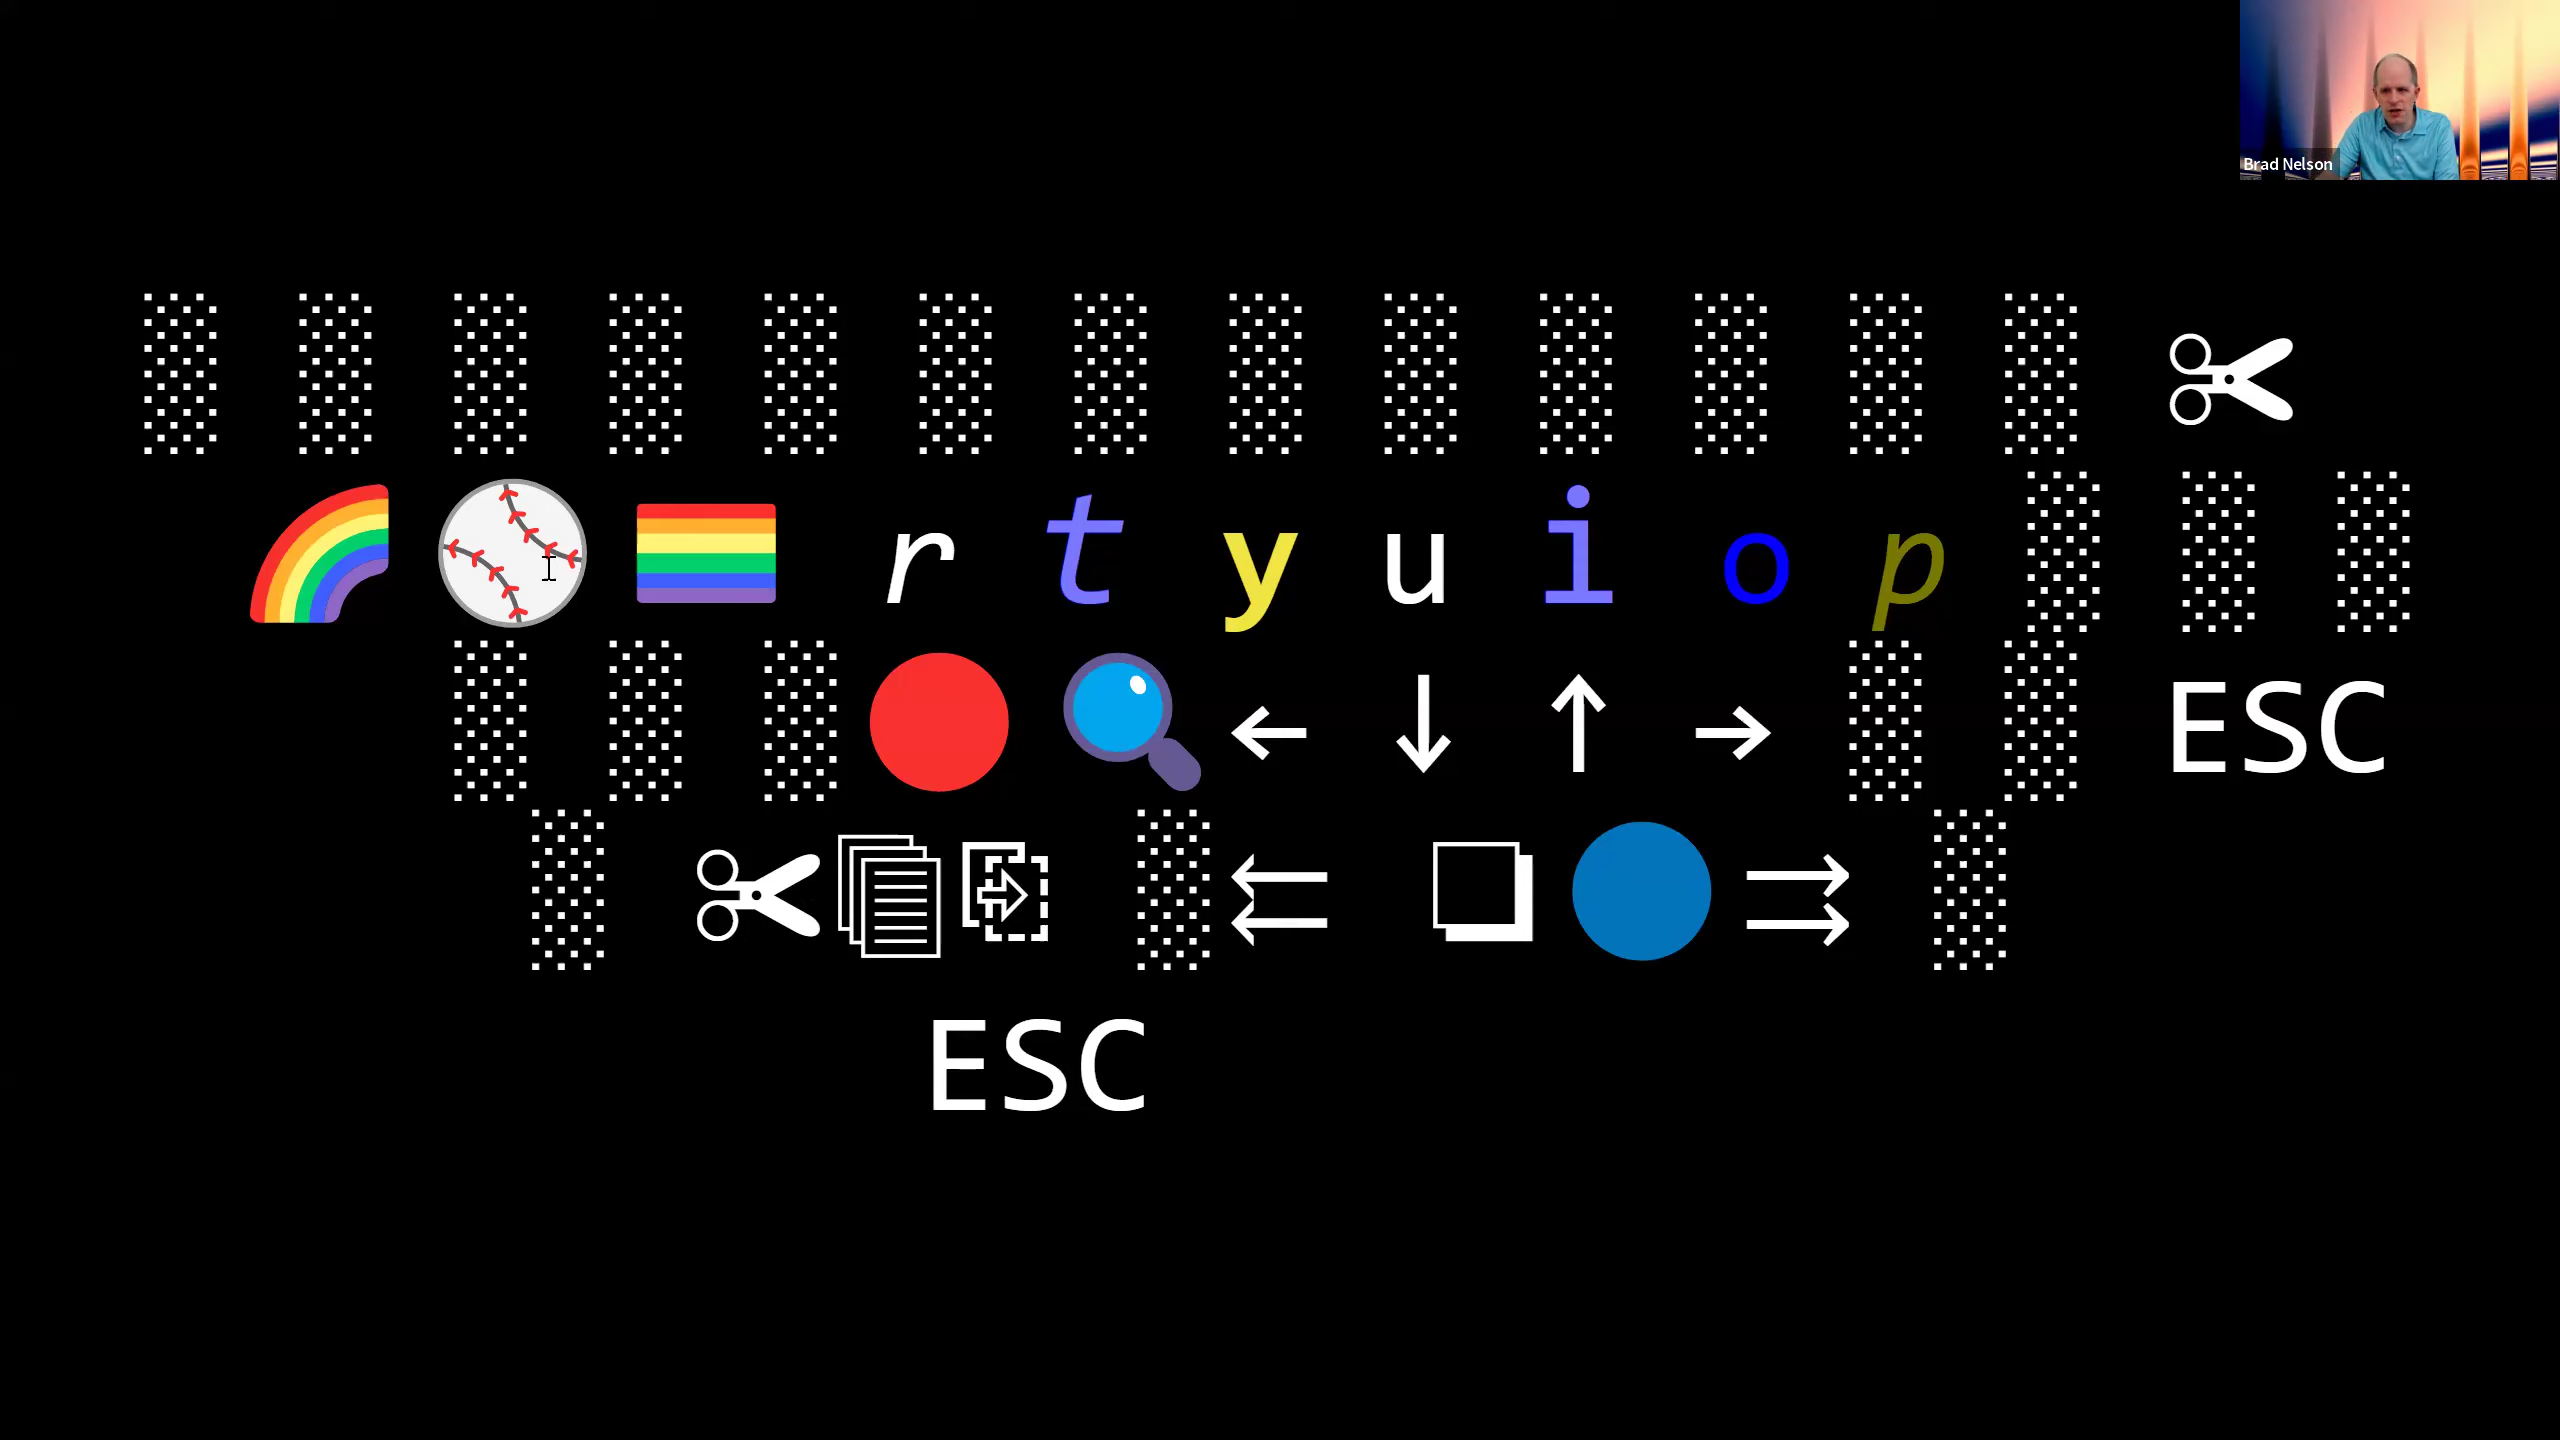 Brad Nelson
r t y u i o p
← ↓ ↑ → ESC
⇇ ⇉
ESC